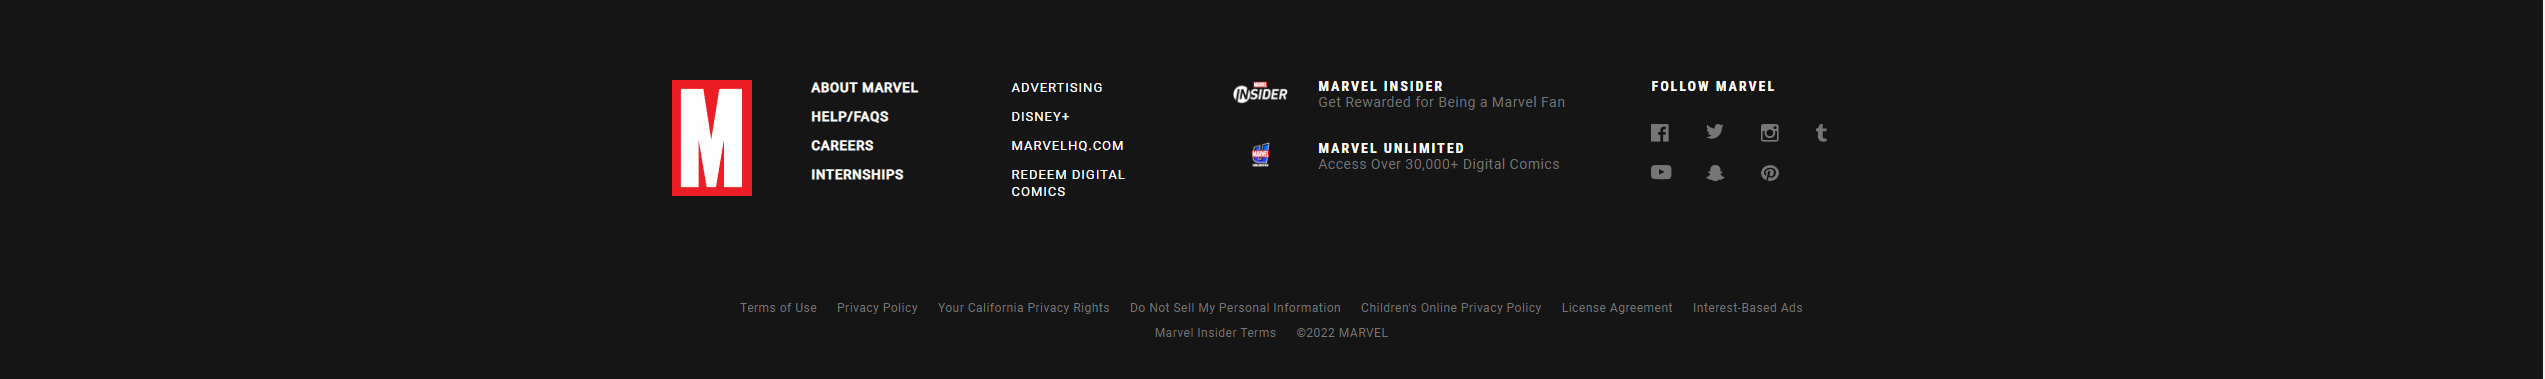 M
ABOUT MARVEL
HELP/FAQS
CAREERS
INTERNSHIPS
ADVERTISING
DISNEY+
MARVELHQ.COM
REDEEM DIGITAL
COMICS
MARVEL
INSIDER
MARVEL INSIDER
Get Rewarded for Being a Marvel Fan
MARVEL
UNLIMITED
MARVEL UNLIMITED
Access Over 30,000+ Digital Comics
FOLLOW MARVEL
Terms of Use Privacy Policy Your California Privacy Rights Do Not Sell My Personal Information Children's Online Privacy Policy License Agreement Interest-Based Ads
Marvel Insider Terms ©2022 MARVEL